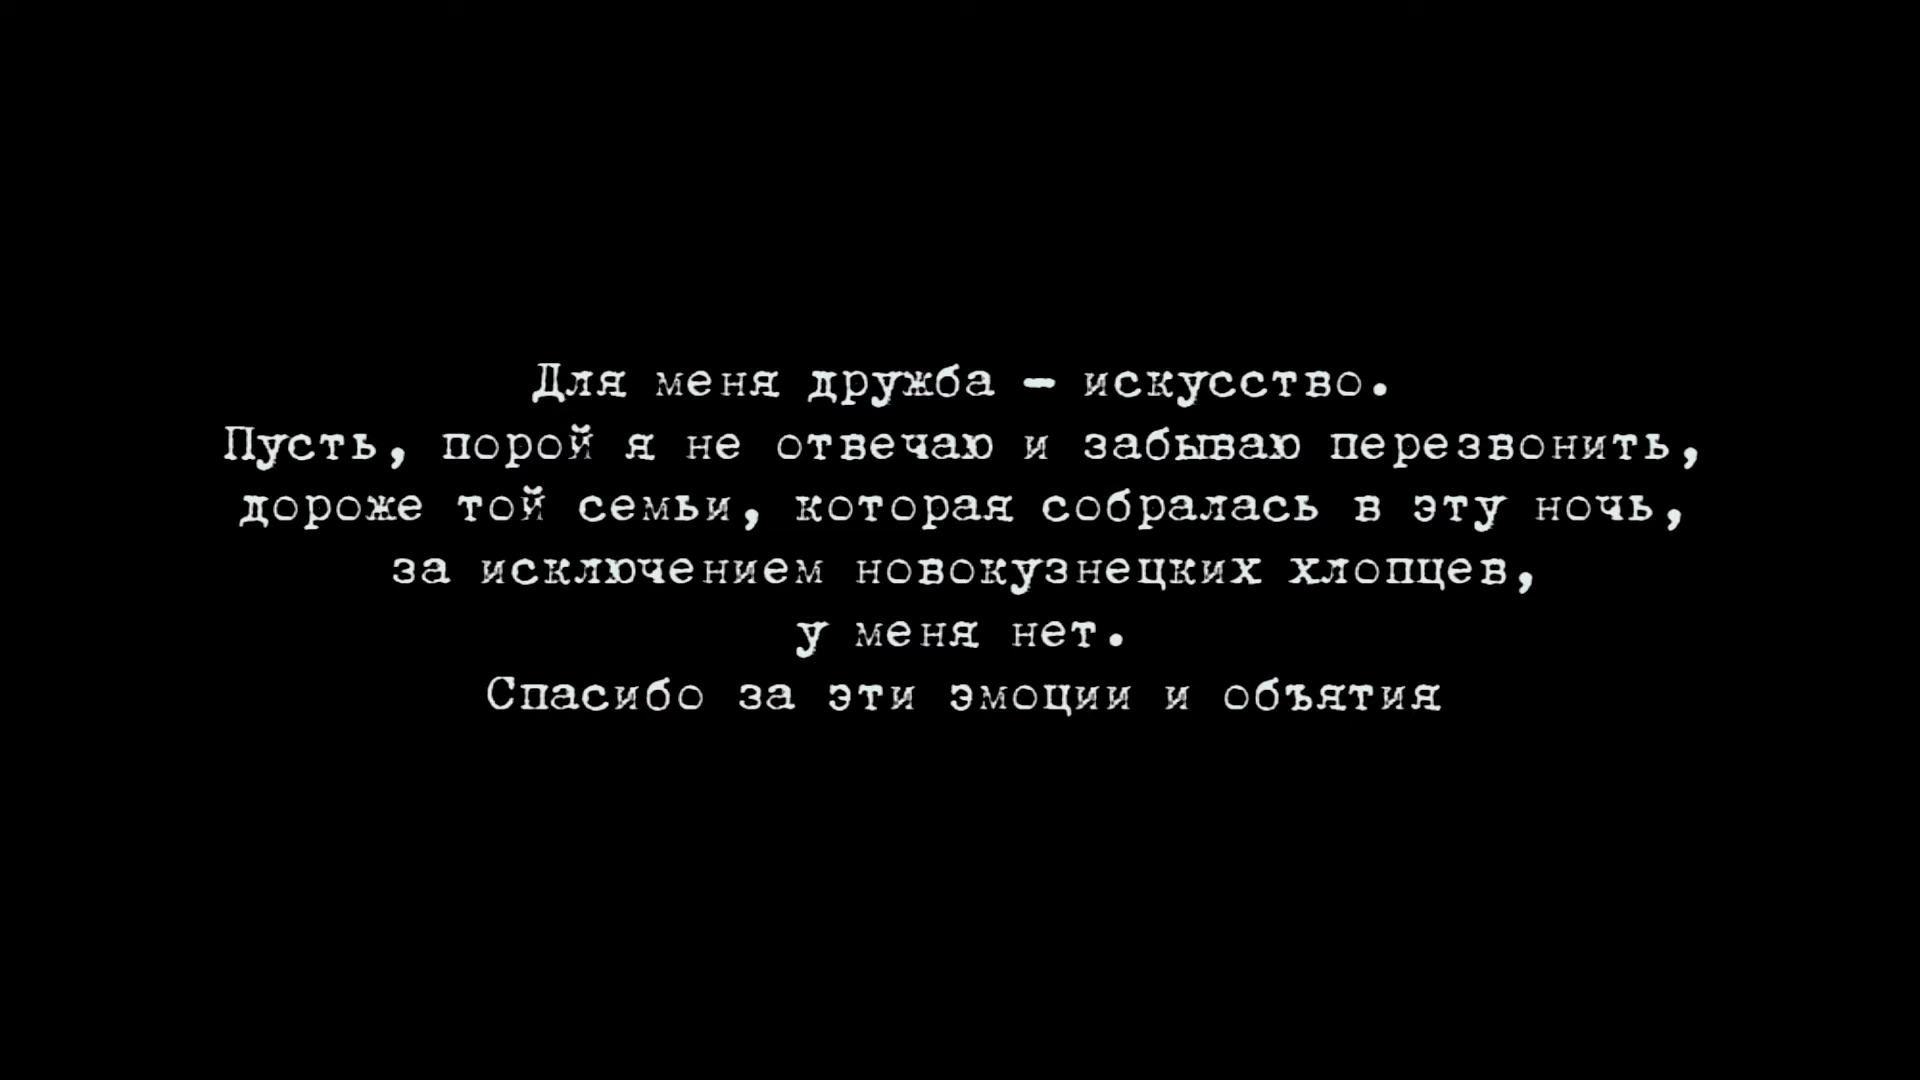 Для меня дружба – искусство.
Пусть, порой я не отвечаю и забываю перезвонить,
дороже той семьи, которая собралась в эту ночь,
за исключением новокузнецких хлопцев,
у меня нет.
Спасибо за эти эмоции и объятия